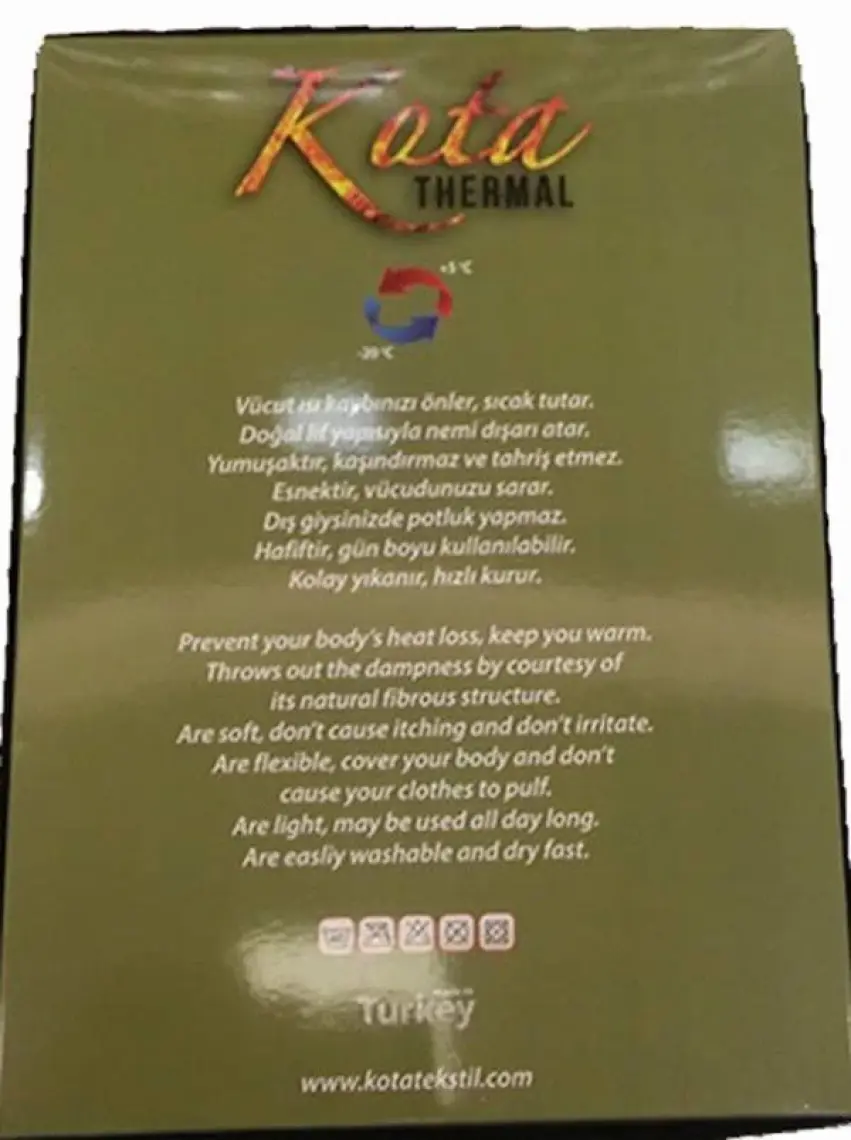 Kota
THERMAL
+5 °C
-20 °C
Vücut ısı kaybınızı önler, sıcak tutar.
Doğal lif yapısıyla nemi dışarı atar.
Yumuşaktır, kaşındırmaz ve tahriş etmez.
Esnektir, vücudunuzu sarar.
Dış giysinizde potluk yapmaz.
Hafiftir, gün boyu kullanılabilir.
Kolay yıkanır, hızlı kurur.
Prevent your body's heat loss, keep you warm.
Throws out the dampness by courtesy of
its natural fibrous structure.
Are soft, don't cause itching and don't irritate.
Are flexible, cover your body and don't
cause your clothes to pulf.
Are light, may be used all day long.
Are easliy washable and dry fast.
Turkey
www.kotatekstil.com